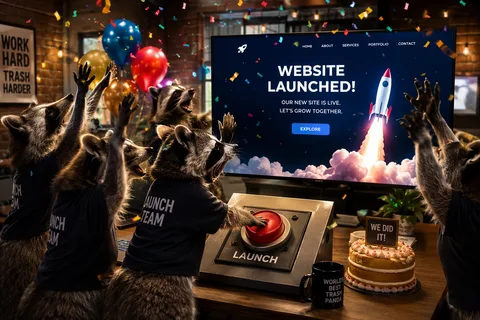 WORK
HARD
TRASH
HARDER
HOME ABOUT SERVICES PORTFOLIO CONTACT
WEBSITE
LAUNCHED!
OUR NEW SITE IS LIVE.
LET'S GROW TOGETHER.
EXPLORE
LAUNCH
TEAM
LAUNCH
TEAM
LAUNCH
WORLD'S
BEST
TRASH
PANDA
WE DID
IT!